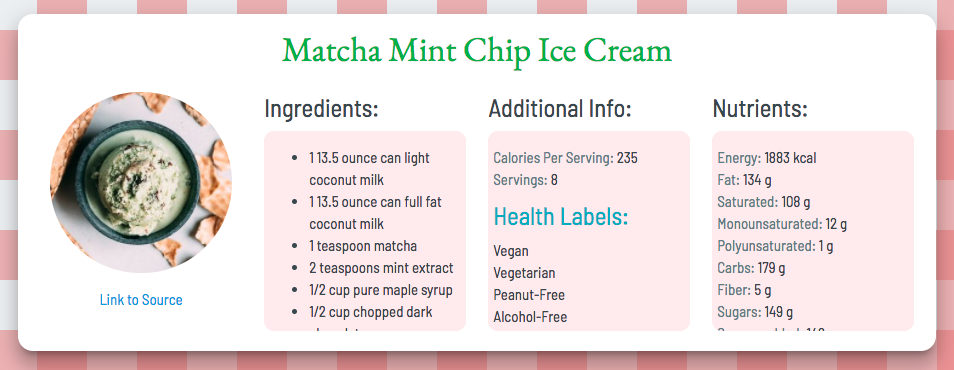 Matcha Mint Chip Ice Cream
Link to Source
Ingredients:
1 13.5 ounce can light
coconut milk
1 13.5 ounce can full fat
coconut milk
1 teaspoon matcha
2 teaspoons mint extract
1/2 cup pure maple syrup
1/2 cup chopped dark
Additional Info:
Calories Per Serving: 235
Servings: 8
Health Labels:
Vegan
Vegetarian
Peanut-Free
Alcohol-Free
Nutrients:
Energy: 1883 kcal
Fat: 134 g
Saturated: 108 g
Monounsaturated: 12 g
Polyunsaturated: 1 g
Carbs: 179 g
Fiber: 5 g
Sugars: 149 g